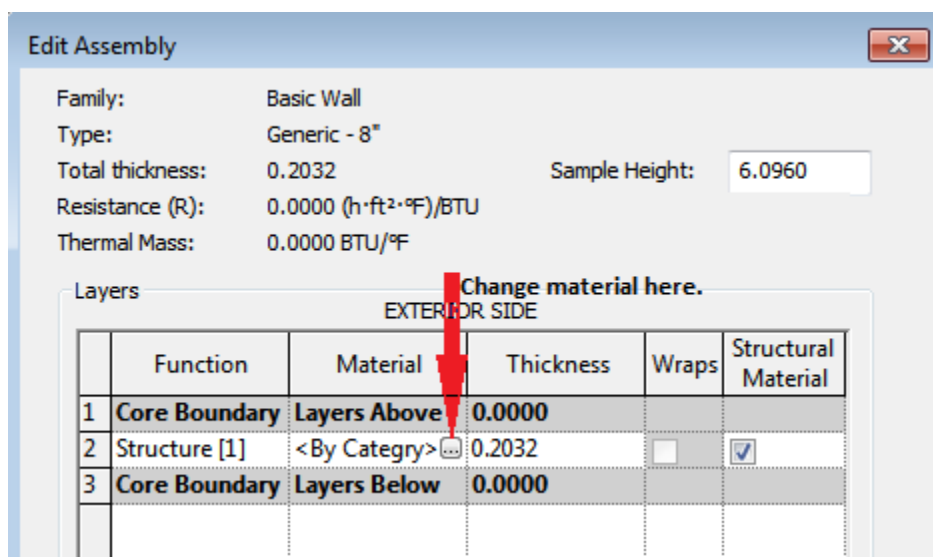 Edit Assembly
Family: Basic Wall
Type: Generic - 8"
Total thickness: 0.2032 Sample Height: 6.0960
Resistance (R): 0.0000 (h·ft²·°F)/BTU
Thermal Mass: 0.0000 BTU/°F
Layers Change material here.
EXTERIOR SIDE
Function Material Thickness Wraps Structural Material
1 Core Boundary Layers Above 0.0000
2 Structure [1] <By Categry> ... 0.2032
3 Core Boundary Layers Below 0.0000